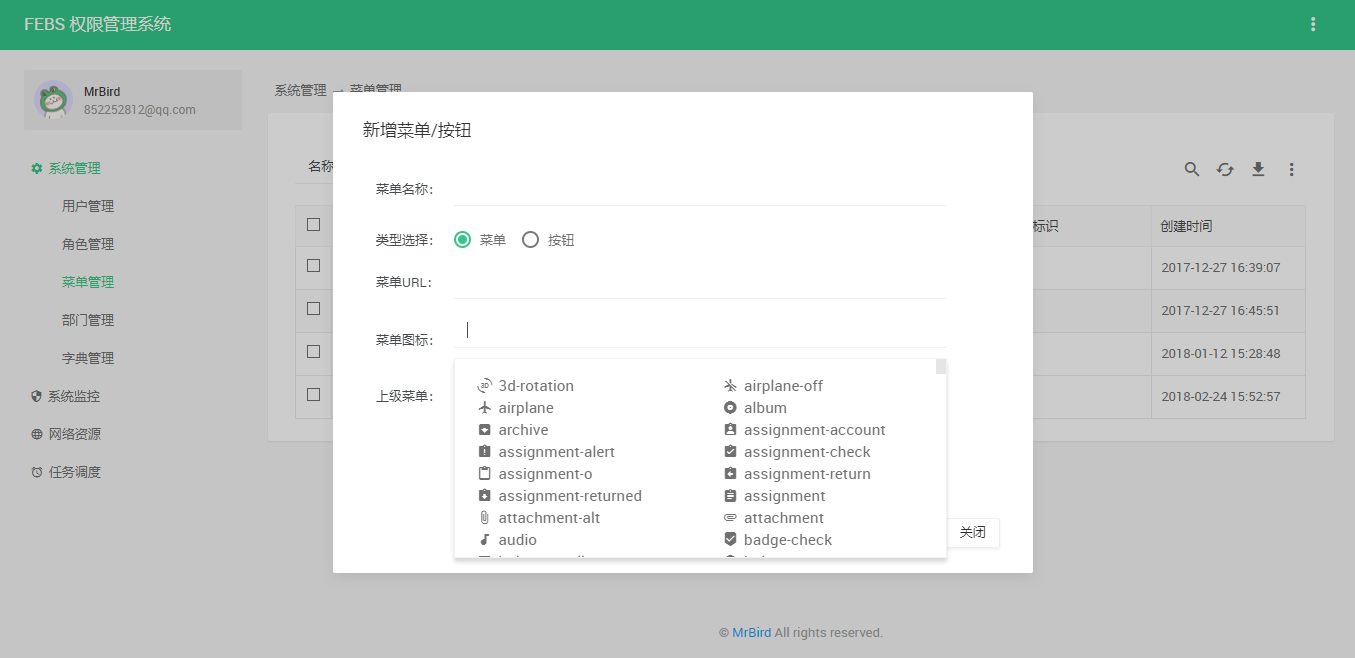 FEBS 权限管理系统
MrBird
852252812@qq.com
系统管理
用户管理
角色管理
菜单管理
部门管理
字典管理
系统监控
网络资源
任务调度
系统管理 → 菜单管理
名称
标识
创建时间
2017-12-27 16:39:07
2017-12-27 16:45:51
2018-01-12 15:28:48
2018-02-24 15:52:57
新增菜单/按钮
菜单名称：
类型选择： 菜单 按钮
菜单URL：
菜单图标：
上级菜单：
3d-rotation airplane-off
airplane album
archive assignment-account
assignment-alert assignment-check
assignment-o assignment-return
assignment-returned assignment
attachment-alt attachment
audio badge-check
关闭
© MrBird All rights reserved.